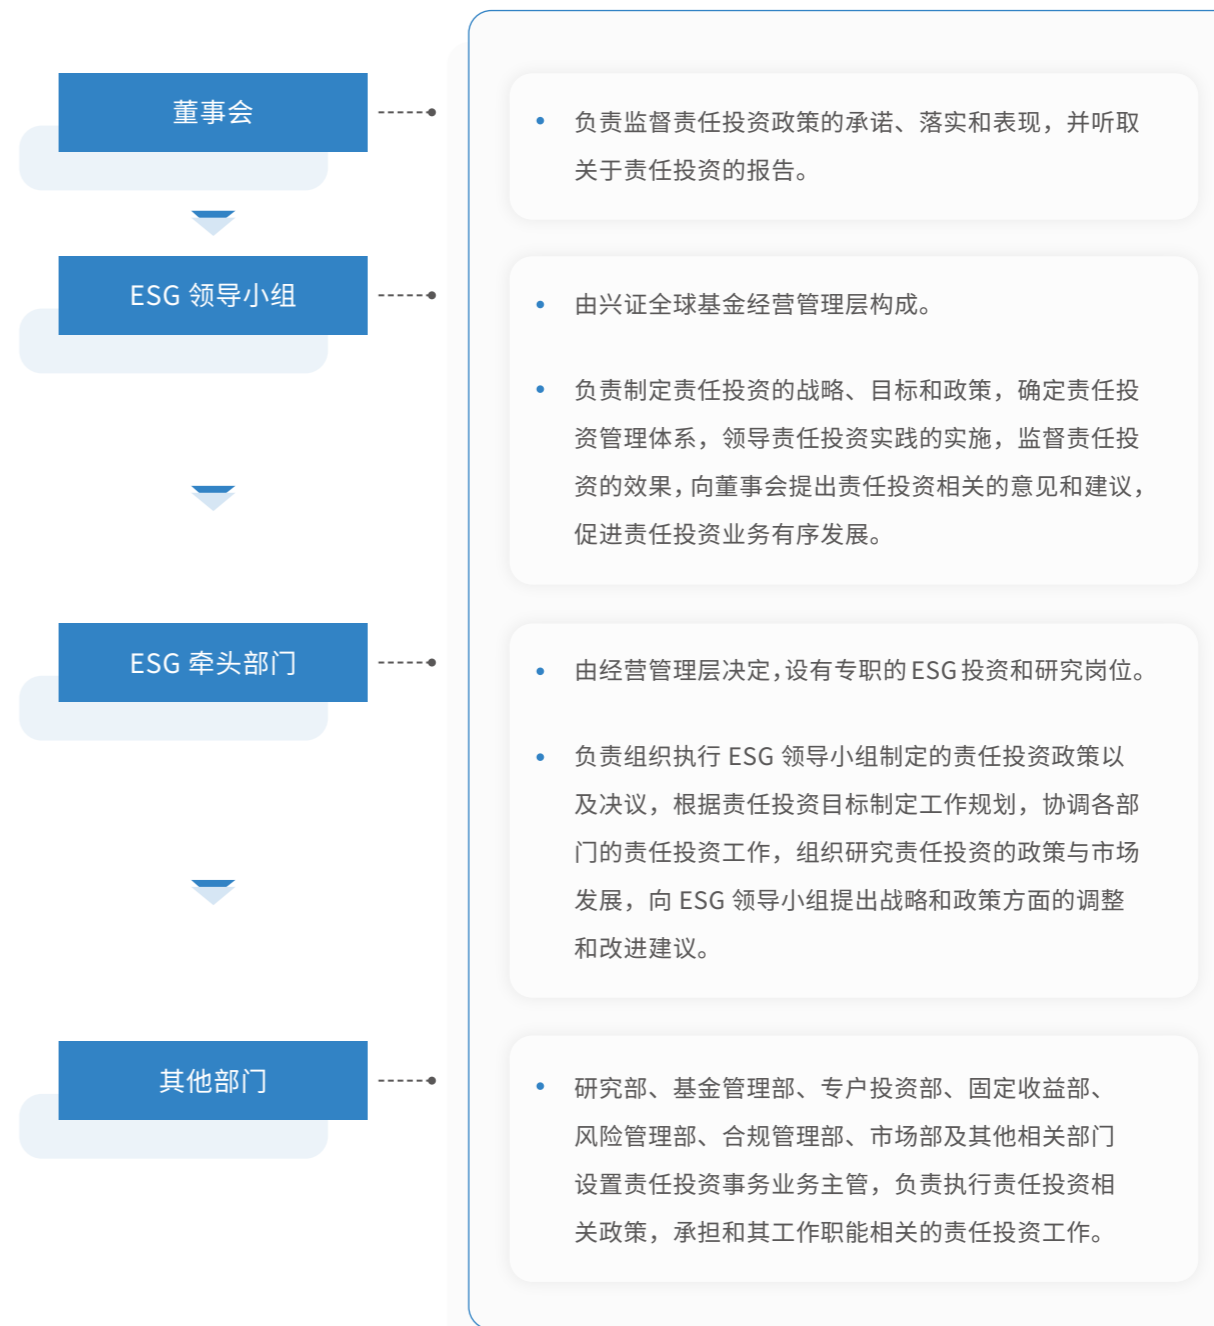 董事会
• 负责监督责任投资政策的承诺、落实和表现，并听取
关于责任投资的报告。
ESG 领导小组
• 由兴证全球基金经营管理层构成。
• 负责制定责任投资的战略、目标和政策，确定责任投
资管理体系，领导责任投资实践的实施，监督责任投
资的效果，向董事会提出责任投资相关的意见和建议，
促进责任投资业务有序发展。
ESG 牵头部门
• 由经营管理层决定，设有专职的 ESG 投资和研究岗位。
• 负责组织执行 ESG 领导小组制定的责任投资政策以
及决议，根据责任投资目标制定工作规划，协调各部
门的责任投资工作，组织研究责任投资的政策与市场
发展，向 ESG 领导小组提出战略和政策方面的调整
和改进建议。
其他部门
• 研究部、基金管理部、专户投资部、固定收益部、
风险管理部、合规管理部、市场部及其他相关部门
设置责任投资事务业务主管，负责执行责任投资相
关政策，承担和其工作职能相关的责任投资工作。